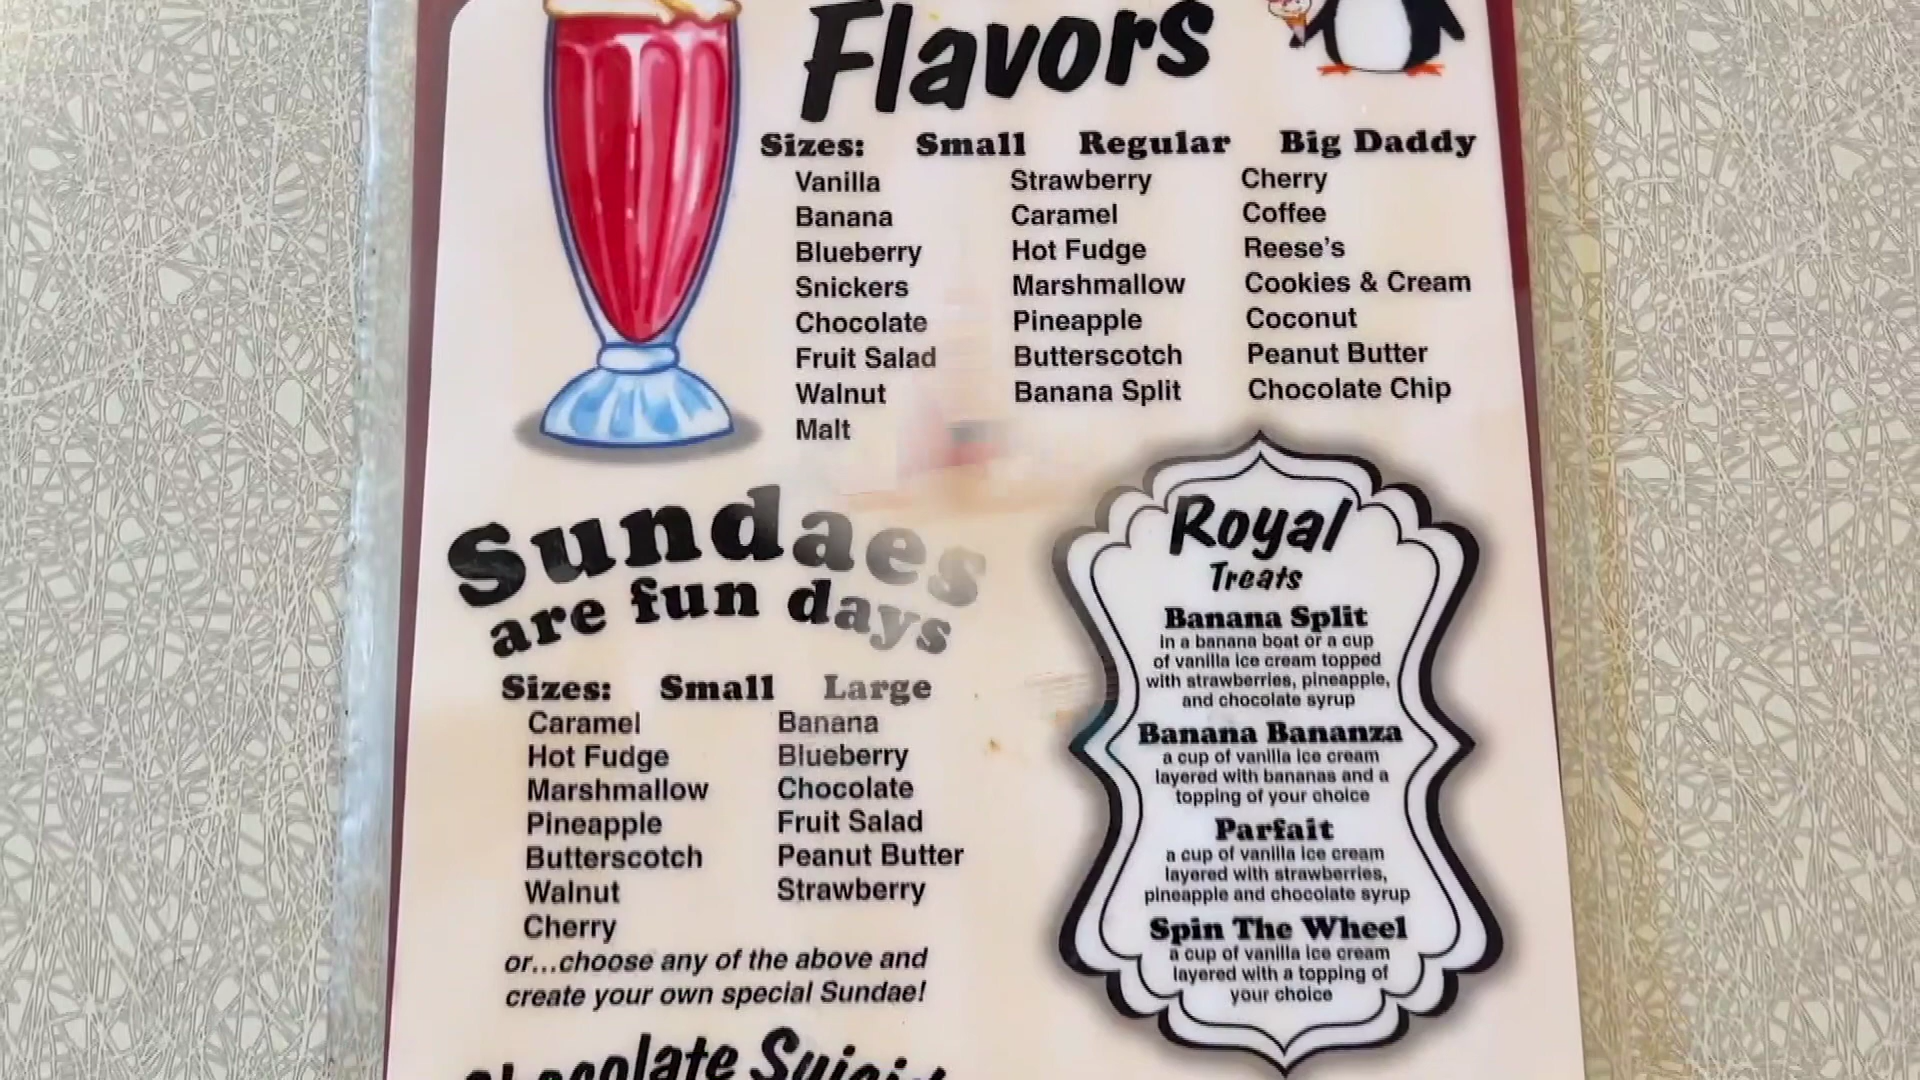 Flavors
Sizes: Small Regular Big Daddy
Vanilla Strawberry Cherry
Banana Caramel Coffee
Blueberry Hot Fudge Reese's
Snickers Marshmallow Cookies & Cream
Chocolate Pineapple Coconut
Fruit Salad Butterscotch Peanut Butter
Walnut Banana Split Chocolate Chip
Malt
Sundaes
are fun days
Sizes: Small Large
Caramel Banana
Hot Fudge Blueberry
Marshmallow Chocolate
Pineapple Fruit Salad
Butterscotch Peanut Butter
Walnut Strawberry
Cherry
or...choose any of the above and
create your own special Sundae!
Chocolate
Royal
Treats
Banana Split
in a banana boat or a cup
of vanilla ice cream topped
with strawberries, pineapple,
and chocolate syrup
Banana Bananza
a cup of vanilla ice cream
layered with bananas and a
topping of your choice
Parfait
a cup of vanilla ice cream
layered with strawberries,
pineapple and chocolate syrup
Spin The Wheel
a cup of vanilla ice cream
layered with a topping of
your choice